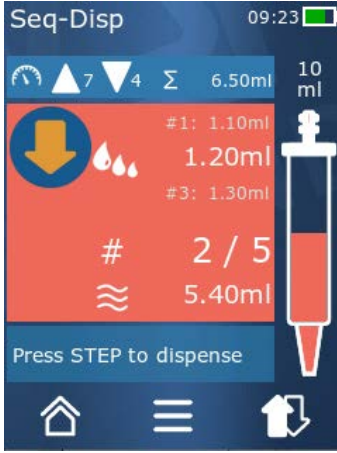 Seq-Disp 09:23
7 4 Σ 6.50ml
10
ml
#1: 1.10ml
1.20ml
#3: 1.30ml
# 2 / 5
5.40ml
Press STEP to dispense